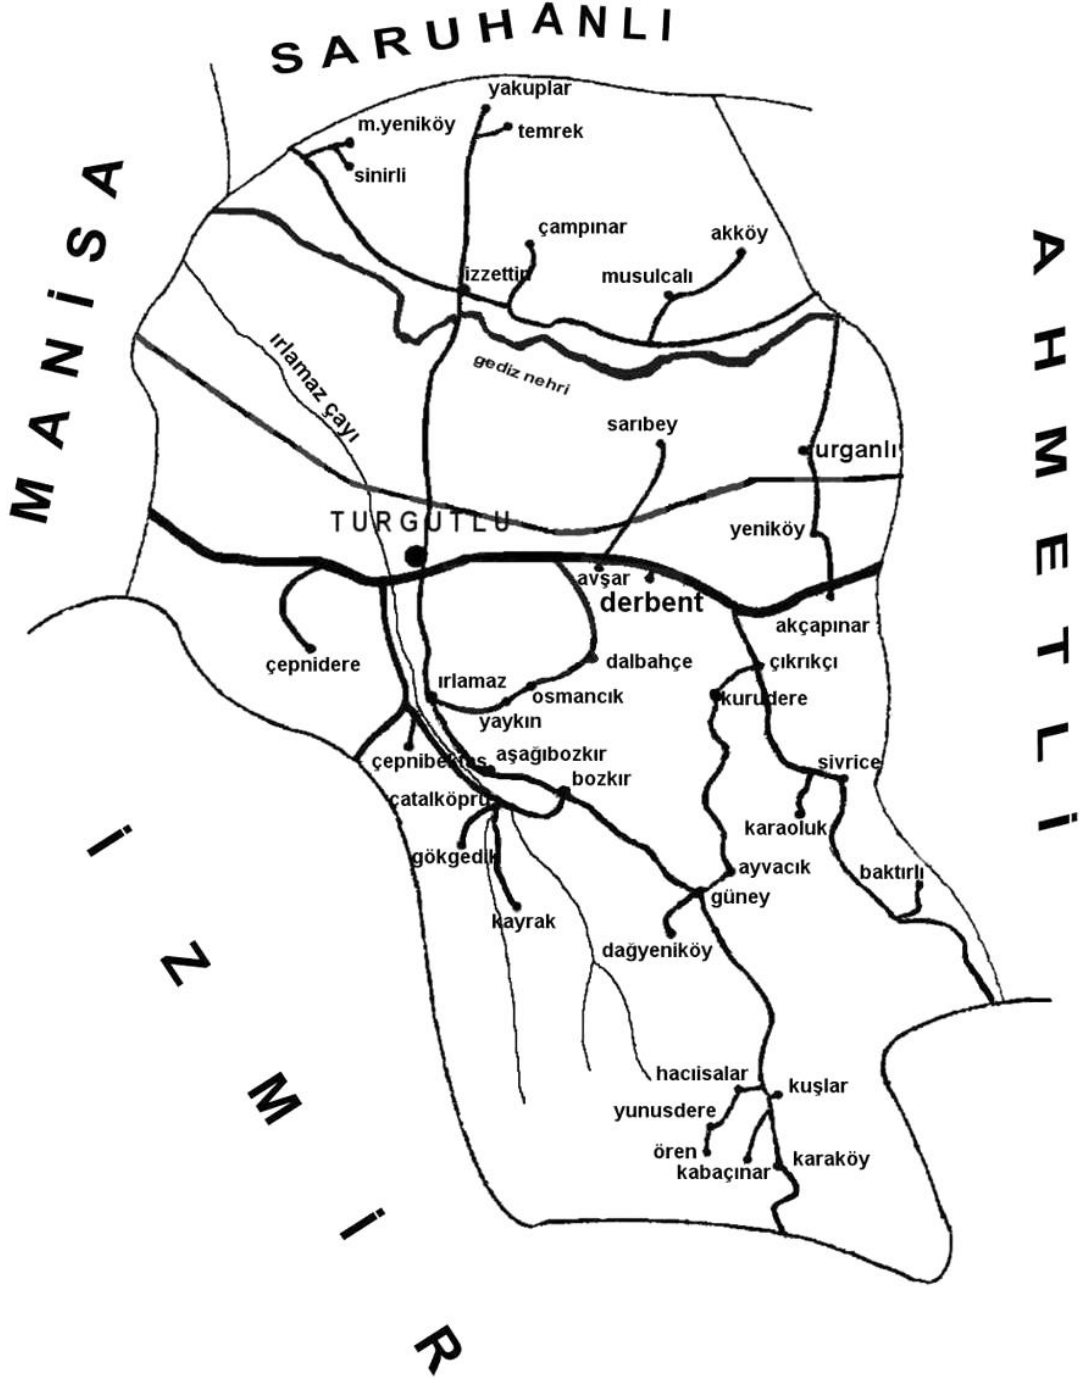 SARUHANLI
yakuplar
m.yeniköy
temrek
sinirli
MANİSA
çampınar
akköy
AHMETLİ
izzettin
musulcalı
ırlamaz çayı
gediz nehri
sarıbey
urganlı
TURGUTLU
yeniköy
avşar
derbent
akçapınar
çepnidere
dalbahçe
çıkrıkçı
ırlamaz
osmancık
kurudere
yaykın
çepnibektaş
aşağıbozkır
sivrice
bozkır
çatalköprü
karaoluk
gökgedik
ayvacık
baktırlı
güney
kayrak
dağyeniköy
İZMİR
hacıisalar
kuşlar
yunusdere
ören
karaköy
kabaçınar